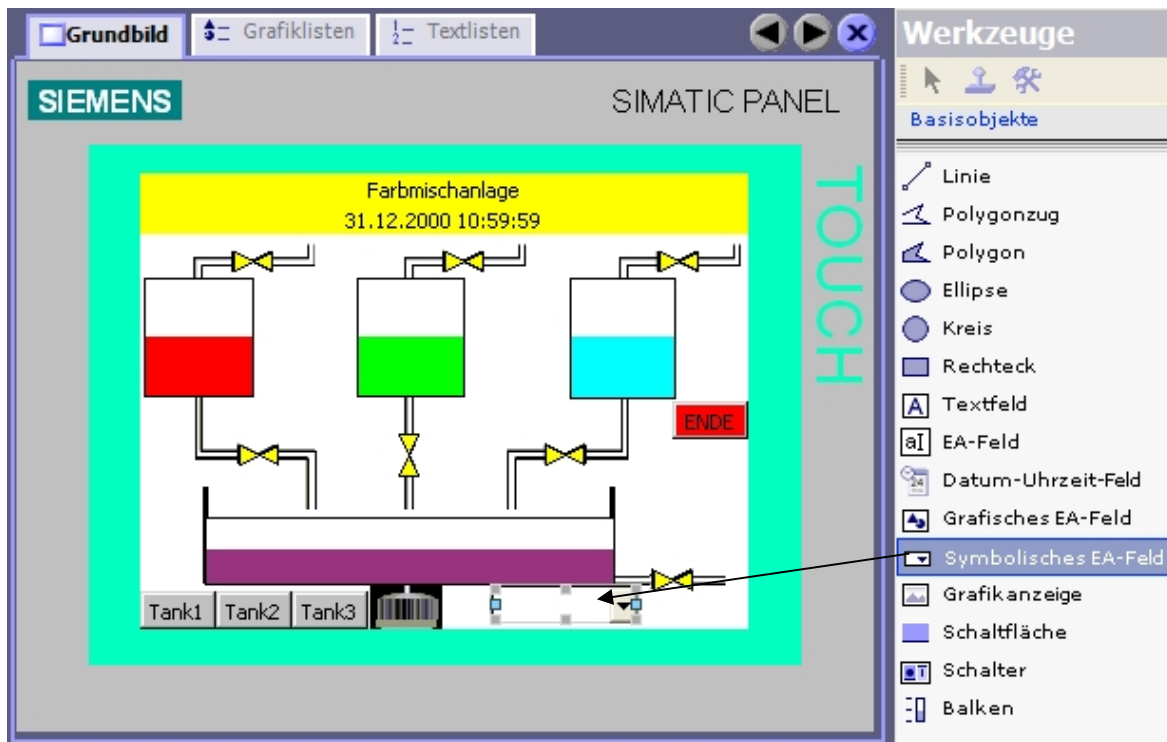 Grundbild
Grafiklisten
Textlisten
SIEMENS
SIMATIC PANEL
TOUCH
Farbmischanlage
31.12.2000 10:59:59
ENDE
Tank1
Tank2
Tank3
Werkzeuge
Basisobjekte
Linie
Polygonzug
Polygon
Ellipse
Kreis
Rechteck
A Textfeld
aI EA-Feld
24 Datum-Uhrzeit-Feld
Grafisches EA-Feld
Symbolisches EA-Feld
Grafikanzeige
Schaltfläche
Schalter
Balken